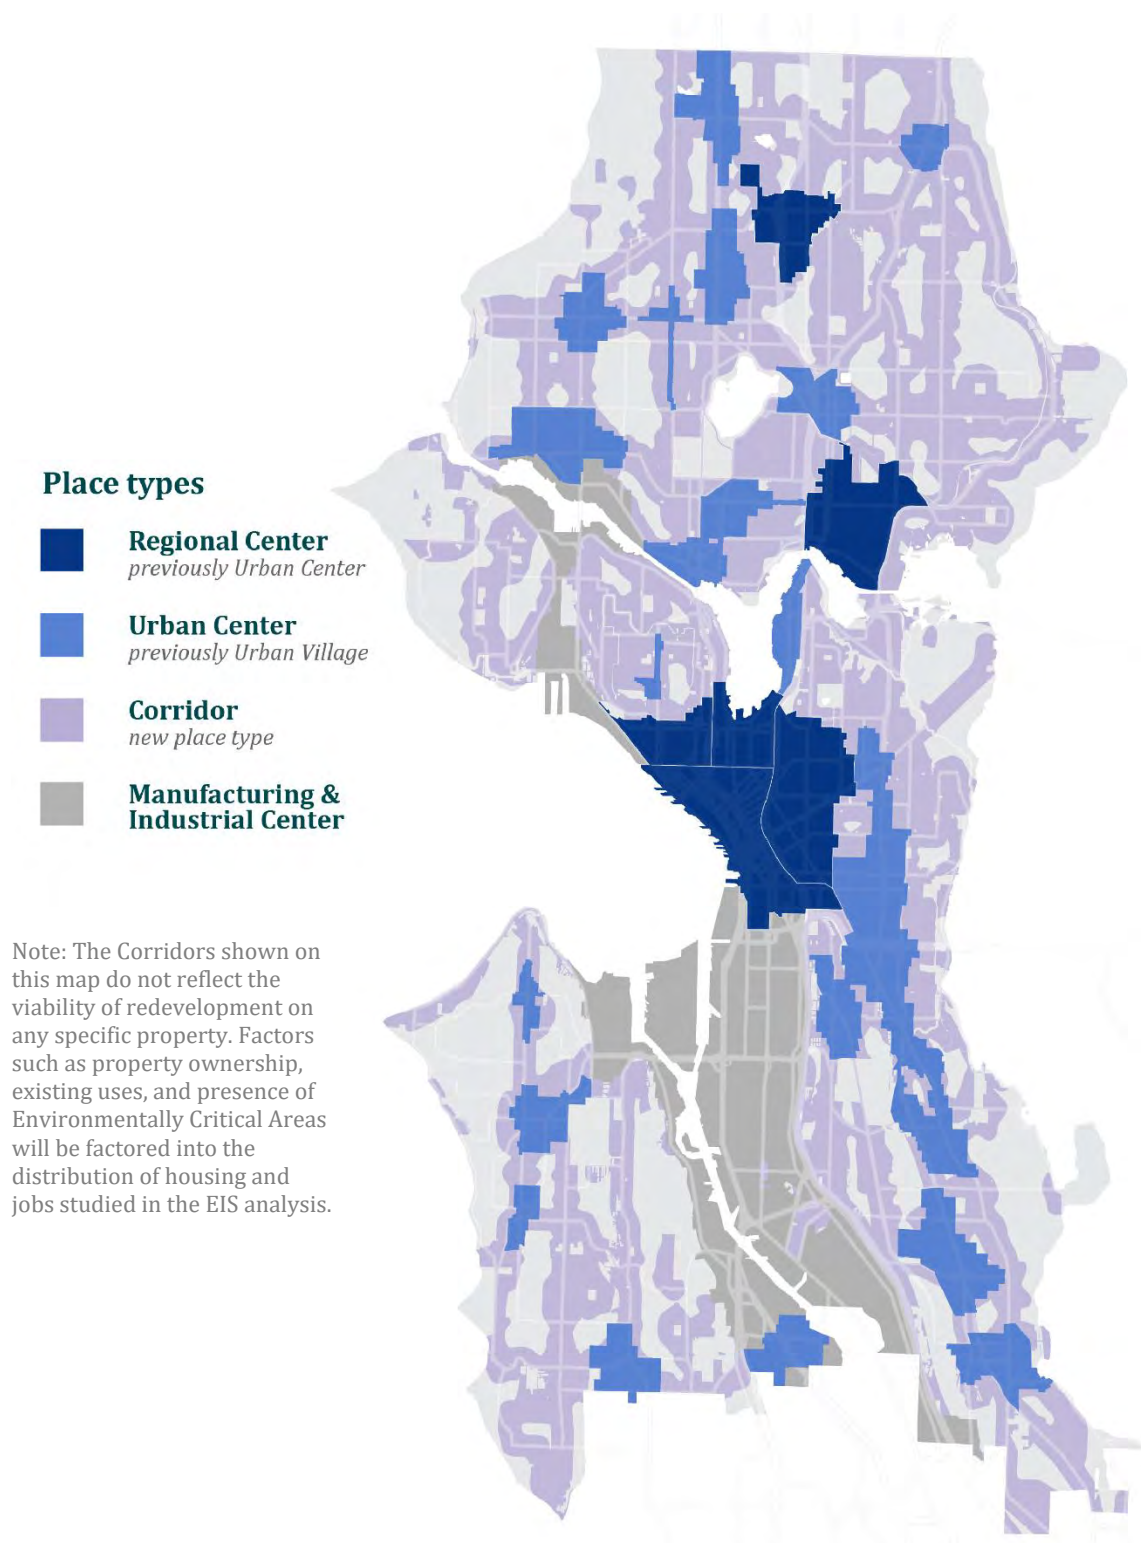 Place types
Regional Center
previously Urban Center
Urban Center
previously Urban Village
Corridor
new place type
Manufacturing &
Industrial Center
Note: The Corridors shown on
this map do not reflect the
viability of redevelopment on
any specific property. Factors
such as property ownership,
existing uses, and presence of
Environmentally Critical Areas
will be factored into the
distribution of housing and
jobs studied in the EIS analysis.